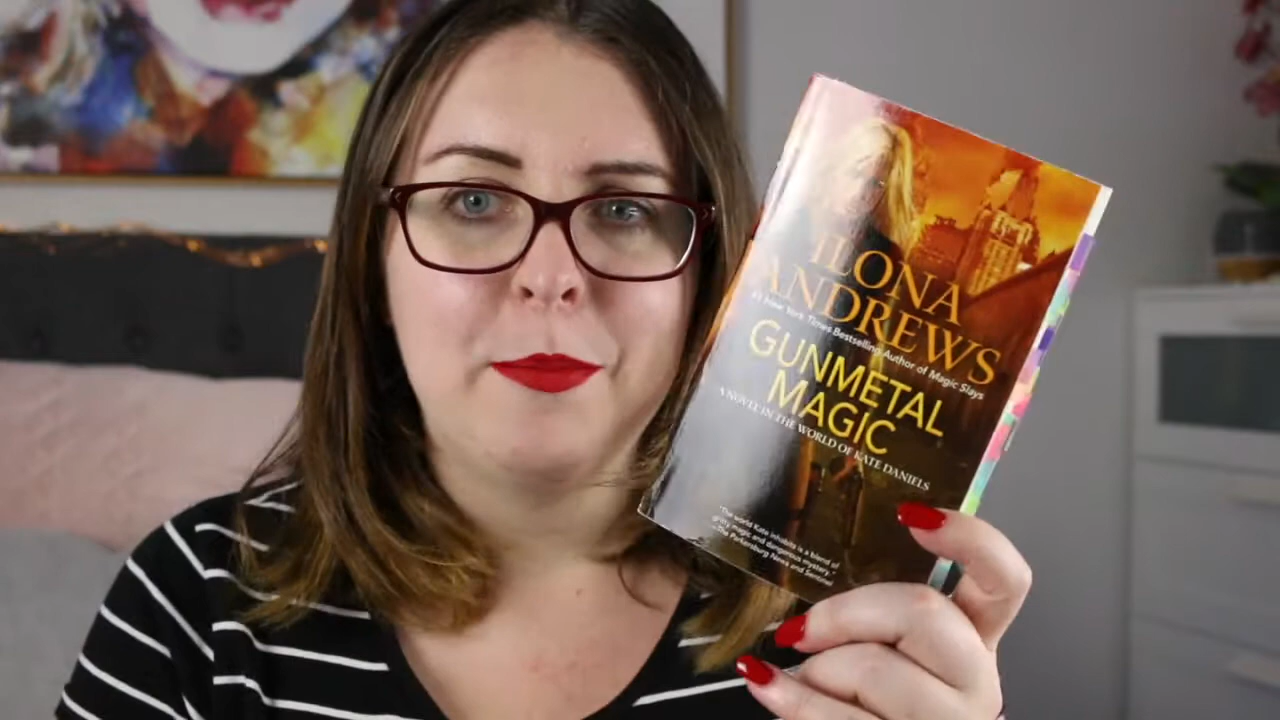 ILONA
ANDREWS
#1 New York Times Bestselling Author of Magic Slays
GUNMETAL
MAGIC
A NOVEL IN THE WORLD OF KATE DANIELS
"The world Kate inhabits is a blend of
gritty magic and dangerous mystery."
—The Parkersburg News and Sentinel